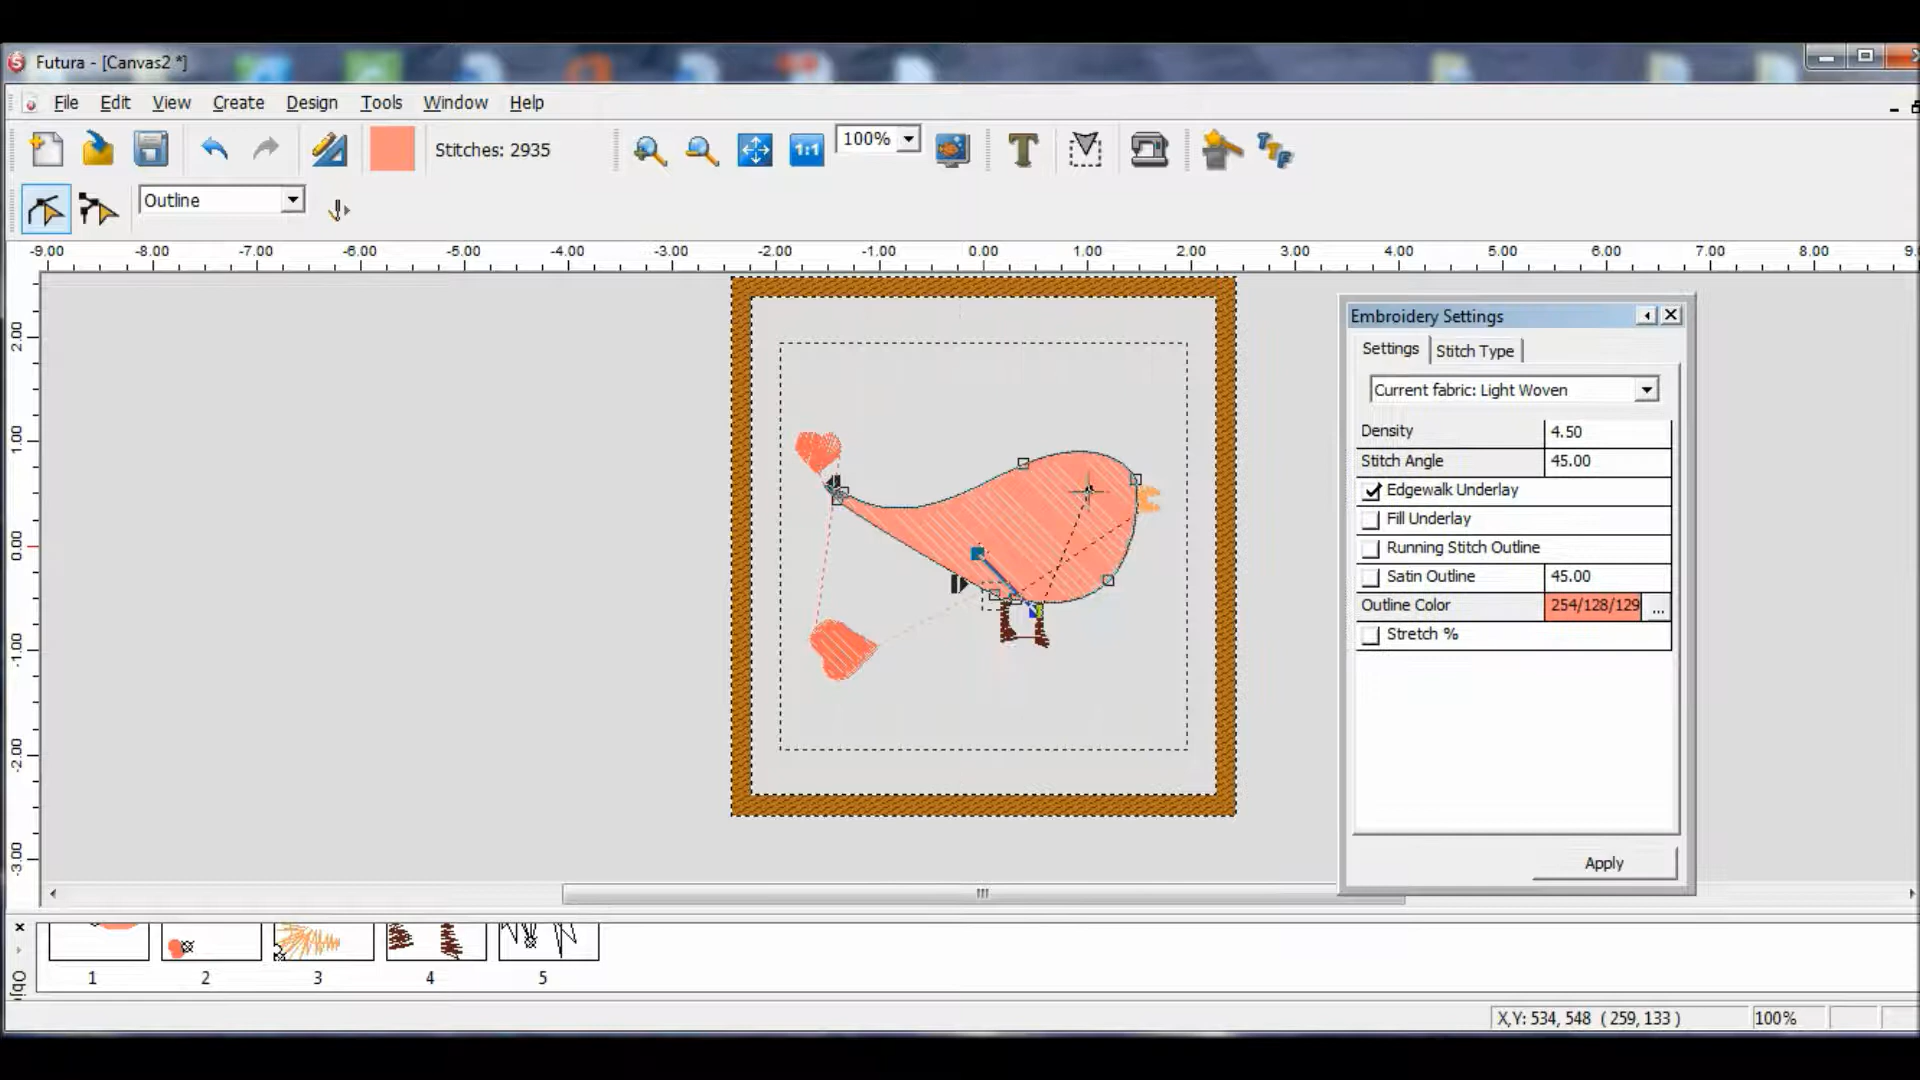 Futura - [Canvas2 *]
File Edit View Create Design Tools Window Help
Stitches: 2935
100%
1:1
T
TTF
Outline
-9.00 -8.00 -7.00 -6.00 -5.00 -4.00 -3.00 -2.00 -1.00 0.00 1.00 2.00 3.00 4.00 5.00 6.00 7.00 8.00
2.00
1.00
0.00
-1.00
-2.00
-3.00
Embroidery Settings
Settings Stitch Type
Current fabric: Light Woven
Density 4.50
Stitch Angle 45.00
Edgewalk Underlay
Fill Underlay
Running Stitch Outline
Satin Outline 45.00
Outline Color 254/128/129 ...
Stretch %
Apply
1 2 3 4 5
X,Y: 534, 548 ( 259, 133 ) 100%